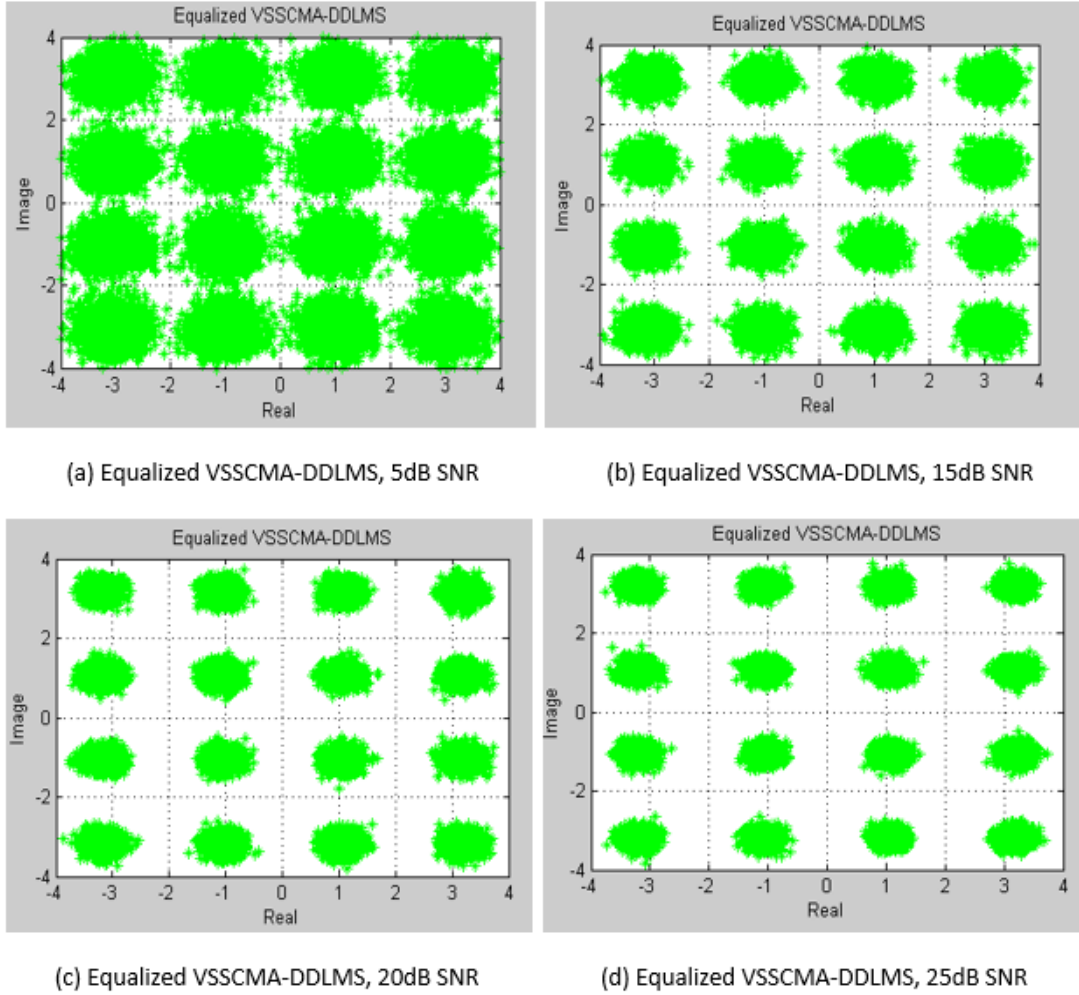 Equalized VSSCMA-DDLMS
4
2
0
-2
-4
Image
-4 -3 -2 -1 0 1 2 3 4
Real
(a) Equalized VSSCMA-DDLMS, 5dB SNR
Equalized VSSCMA-DDLMS
4
2
0
-2
-4
Image
-4 -3 -2 -1 0 1 2 3 4
Real
(b) Equalized VSSCMA-DDLMS, 15dB SNR
Equalized VSSCMA-DDLMS
4
2
0
-2
-4
Image
-4 -3 -2 -1 0 1 2 3 4
Real
(c) Equalized VSSCMA-DDLMS, 20dB SNR
Equalized VSSCMA-DDLMS
4
2
0
-2
-4
Image
-4 -3 -2 -1 0 1 2 3 4
Real
(d) Equalized VSSCMA-DDLMS, 25dB SNR